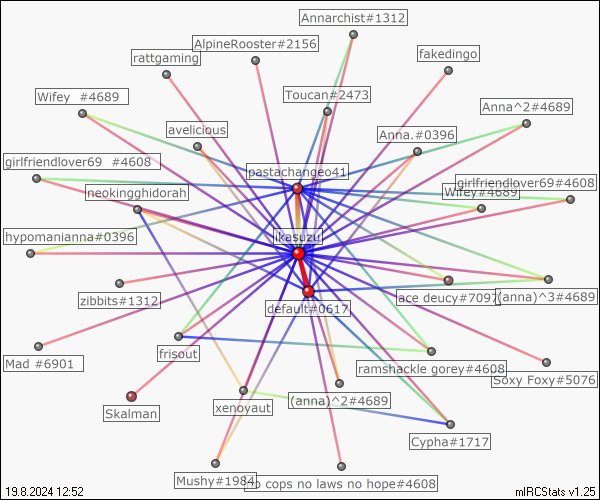 Annarchist#1312
AlpineRooster#2156
rattgaming
fakedingo
Toucan#2473
Wifey #4689
Anna^2#4689
avelicious
Anna.#0396
girlfriendlover69 #4608
pastachangeo41
girlfriendlover69#4608
neokingghidorah
Wifey#4689
hypomanianna#0396
ikasuzu
zibbits#1312
default#0617
lace deucy#7097
(anna)^3#4689
frisout
Mad #6901
ramshackle gorey#4608
Soxy Foxy#5076
Skalman
xenoyaut
(anna)^2#4689
Cypha#1717
Mushy#1984
no cops no laws no hope#4608
19.8.2024 12:52
mIRCStats v1.25